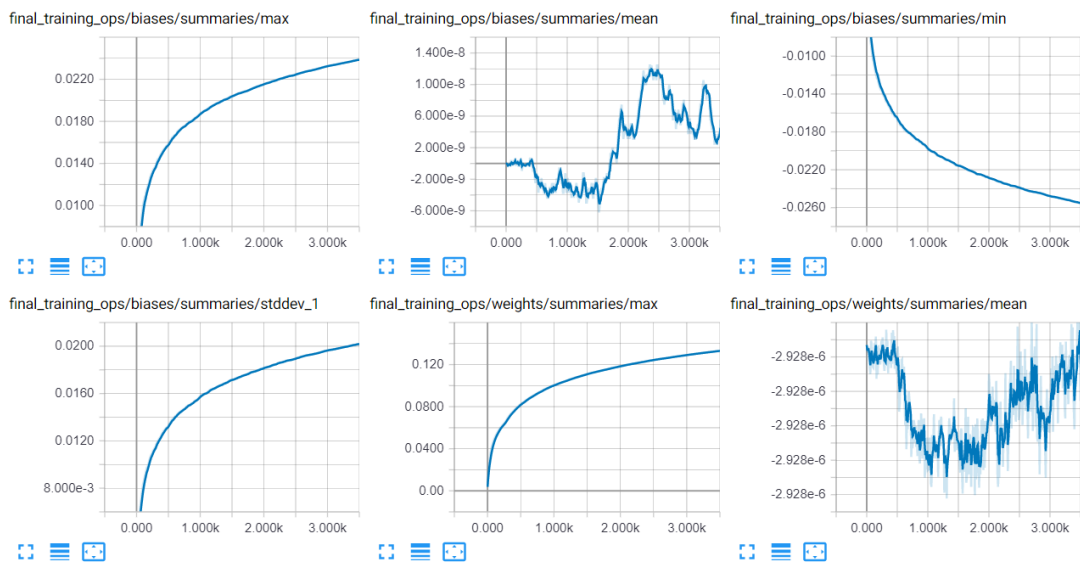 final_training_ops/biases/summaries/max
0.0220
0.0180
0.0140
0.0100
0.000 1.000k 2.000k 3.000k
final_training_ops/biases/summaries/mean
1.400e-8
1.000e-8
6.000e-9
2.000e-9
-2.000e-9
-6.000e-9
0.000 1.000k 2.000k 3.000k
final_training_ops/biases/summaries/min
-0.0100
-0.0140
-0.0180
-0.0220
-0.0260
0.000 1.000k 2.000k 3.000k
final_training_ops/biases/summaries/stddev_1
0.0200
0.0160
0.0120
8.000e-3
0.000 1.000k 2.000k 3.000k
final_training_ops/weights/summaries/max
0.120
0.0800
0.0400
0.00
0.000 1.000k 2.000k 3.000k
final_training_ops/weights/summaries/mean
-2.928e-6
-2.928e-6
-2.928e-6
-2.928e-6
-2.928e-6
0.000 1.000k 2.000k 3.000k